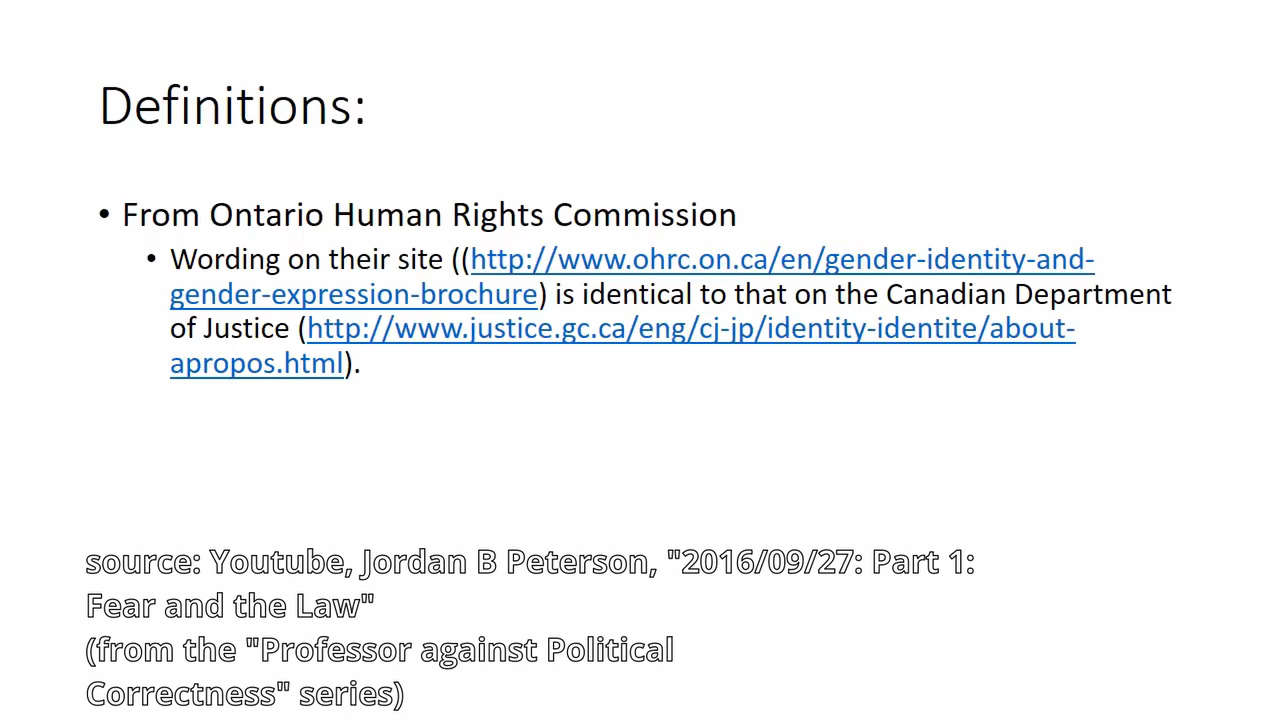 Definitions:
• From Ontario Human Rights Commission
• Wording on their site ((http://www.ohrc.on.ca/en/gender-identity-and-
gender-expression-brochure) is identical to that on the Canadian Department
of Justice (http://www.justice.gc.ca/eng/cj-jp/identity-identite/about-
apropos.html).
source: Youtube, Jordan B Peterson, "2016/09/27: Part 1:
Fear and the Law"
(from the "Professor against Political
Correctness" series)